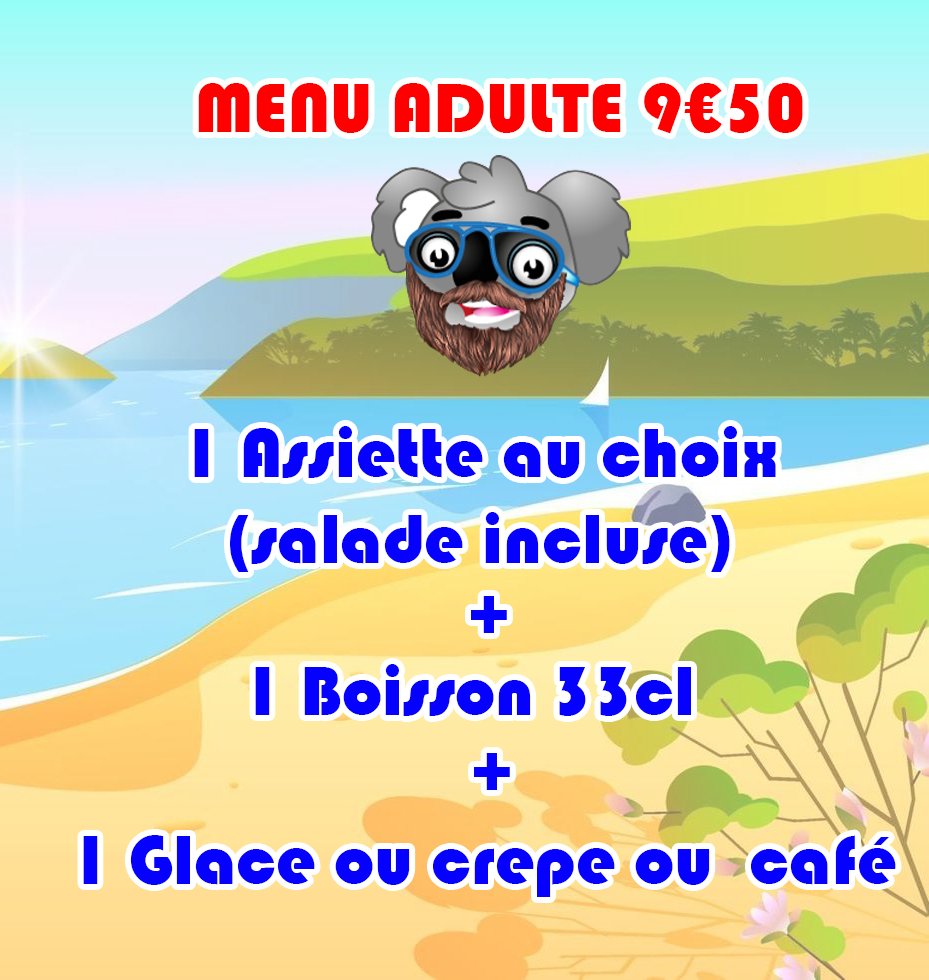 MENU ADULTE 9€50
1 Assiette au choix
(salade incluse)
+
1 Boisson 33cl
+
1 Glace ou crepe ou café